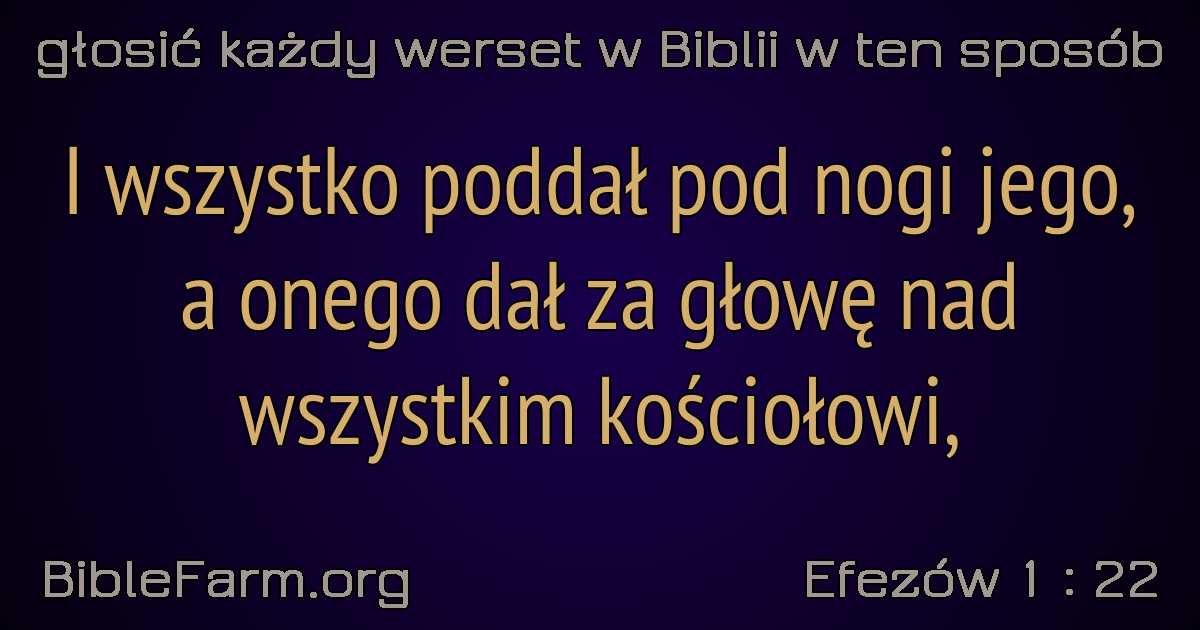 głosić każdy werset w Biblii w ten sposób
I wszystko poddał pod nogi jego,
a onego dał za głowę nad
wszystkim kościołowi,
BibleFarm.org
Efezów 1 : 22